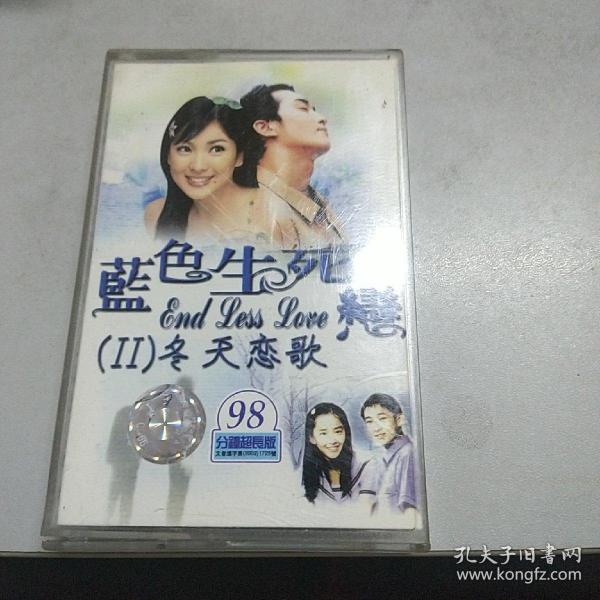 藍色生死戀
End Less Love
(II)冬天恋歌
98
分鐘超長版
孔夫子旧書网
www.kongfz.com